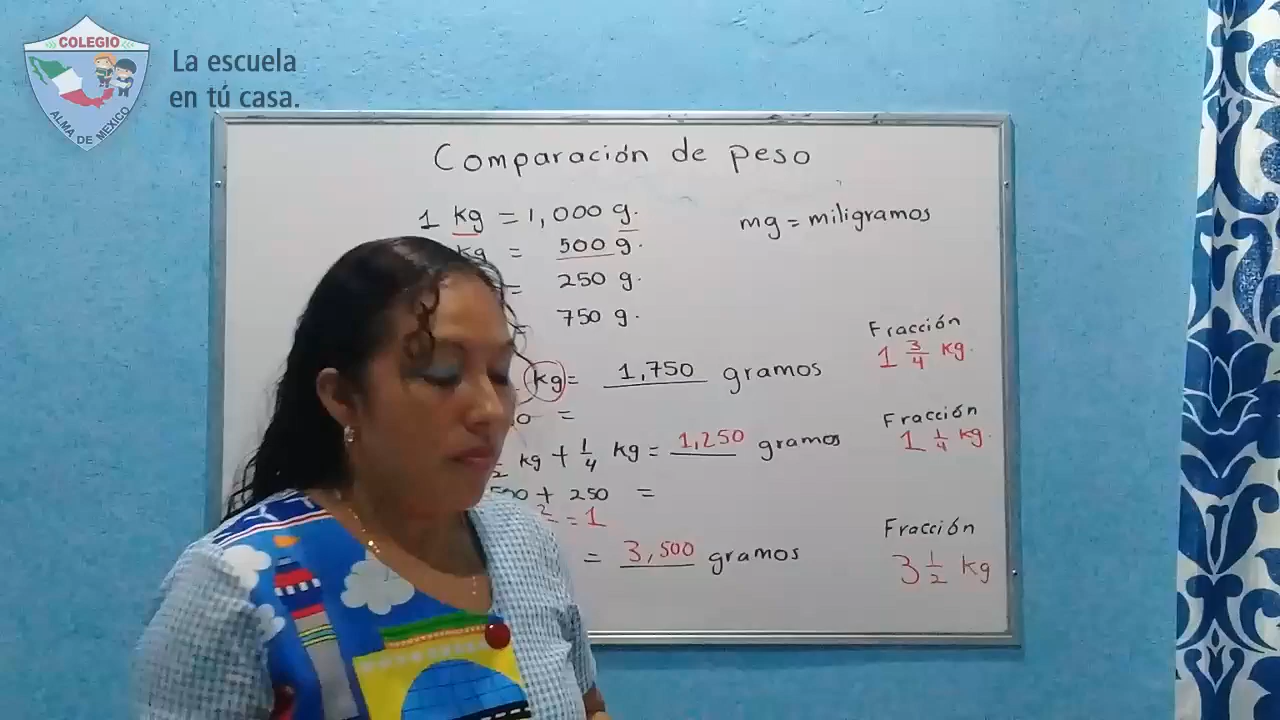 COLEGIO
ALMA DE MEXICO
La escuela
en tú casa.
Comparación de peso
1 kg = 1,000 g.
kg = 500 g.
= 250 g.
= 750 g.
mg = miligramos
kg = 1,750 gramos
=
Fracción
1 3/4 kg.
kg + 1/4 kg = 1,250 gramos
500 + 250 =
= 1
Fracción
1 1/4 kg.
= 3,500 gramos
Fracción
3 1/2 kg